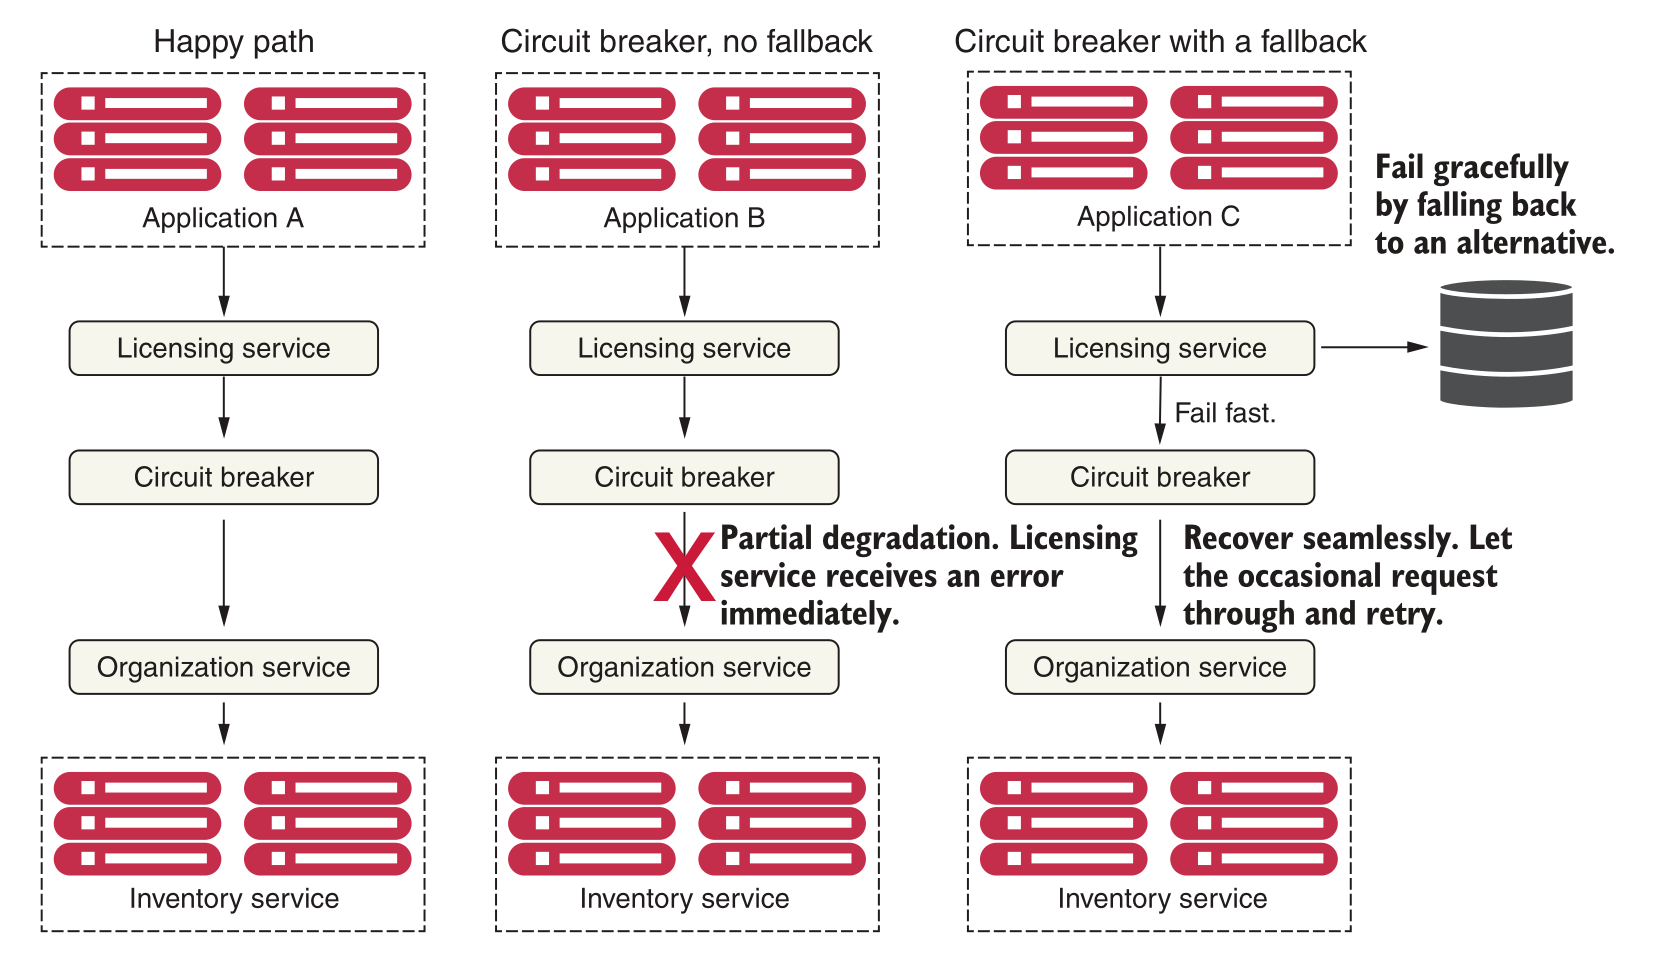 Happy path
Application A
Licensing service
Circuit breaker
Organization service
Inventory service
Circuit breaker, no fallback
Application B
Licensing service
Circuit breaker
Partial degradation. Licensing
service receives an error
immediately.
Organization service
Inventory service
Circuit breaker with a fallback
Application C
Fail gracefully
by falling back
to an alternative.
Licensing service
Fail fast.
Circuit breaker
Recover seamlessly. Let
the occasional request
through and retry.
Organization service
Inventory service